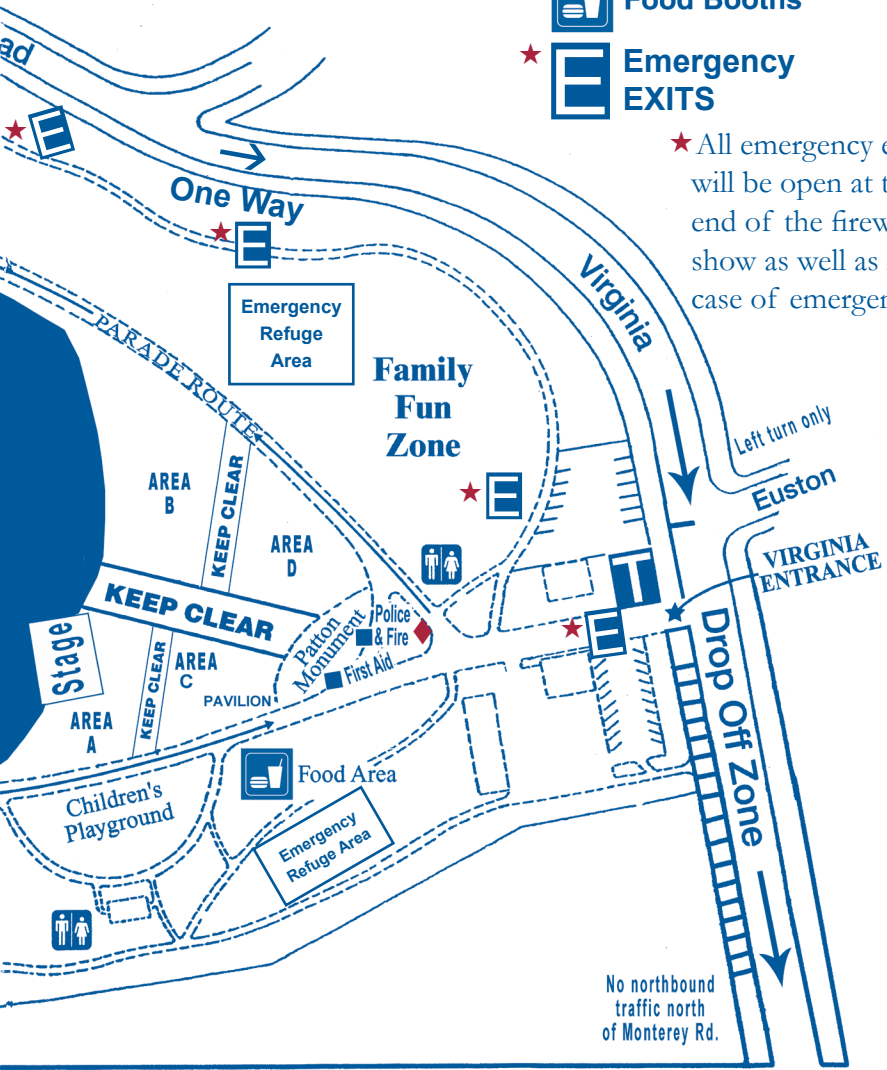 Food Booths
E
Emergency
EXITS
ad
E
All emergency
will be open at
end of the
show as well as
case of
One Way
E
Virginia
Emergency
Refuge
Area
PARADE ROUTE
Family
Fun
Zone
Left turn only
Euston
AREA
B
KEEP CLEAR
E
AREA
D
VIRGINIA
ENTRANCE
T
E
KEEP CLEAR
Patton
Monument
Police
& Fire
First Aid
Stage
KEEP CLEAR
AREA
C
PAVILION
AREA
A
Drop Off Zone
Food Area
Children's
Playground
Emergency
Refuge Area
No northbound
traffic north
of Monterey Rd.